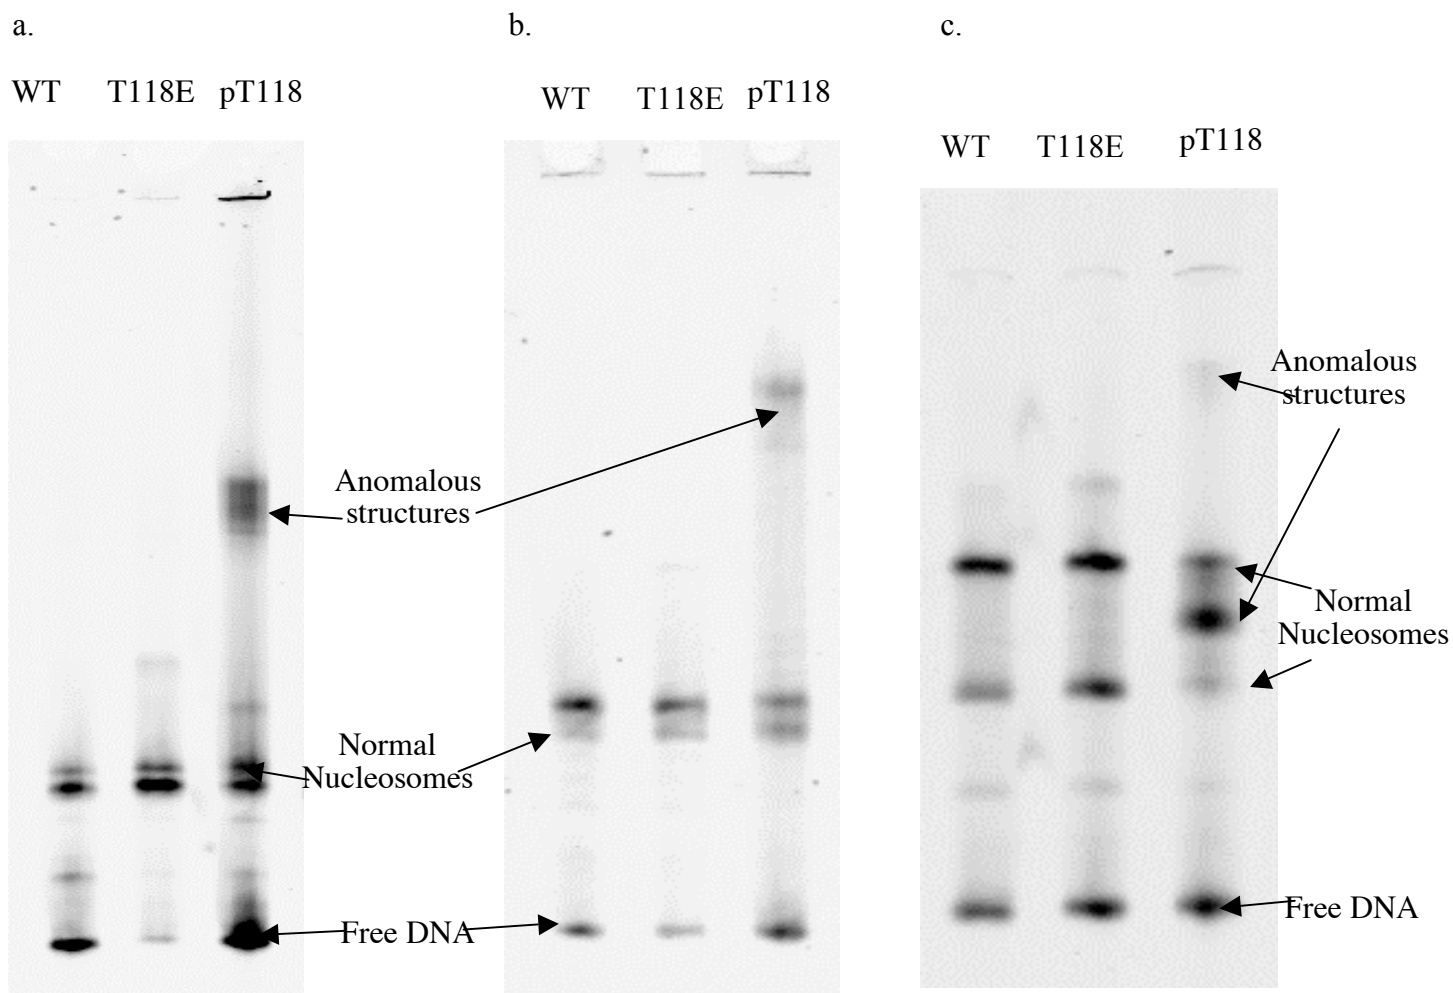 a.
b.
c.
WT T118E pT118
WT T118E pT118
WT T118E pT118
Anomalous
structures
Normal
Nucleosomes
Free DNA
Anomalous
structures
Normal
Nucleosomes
Free DNA